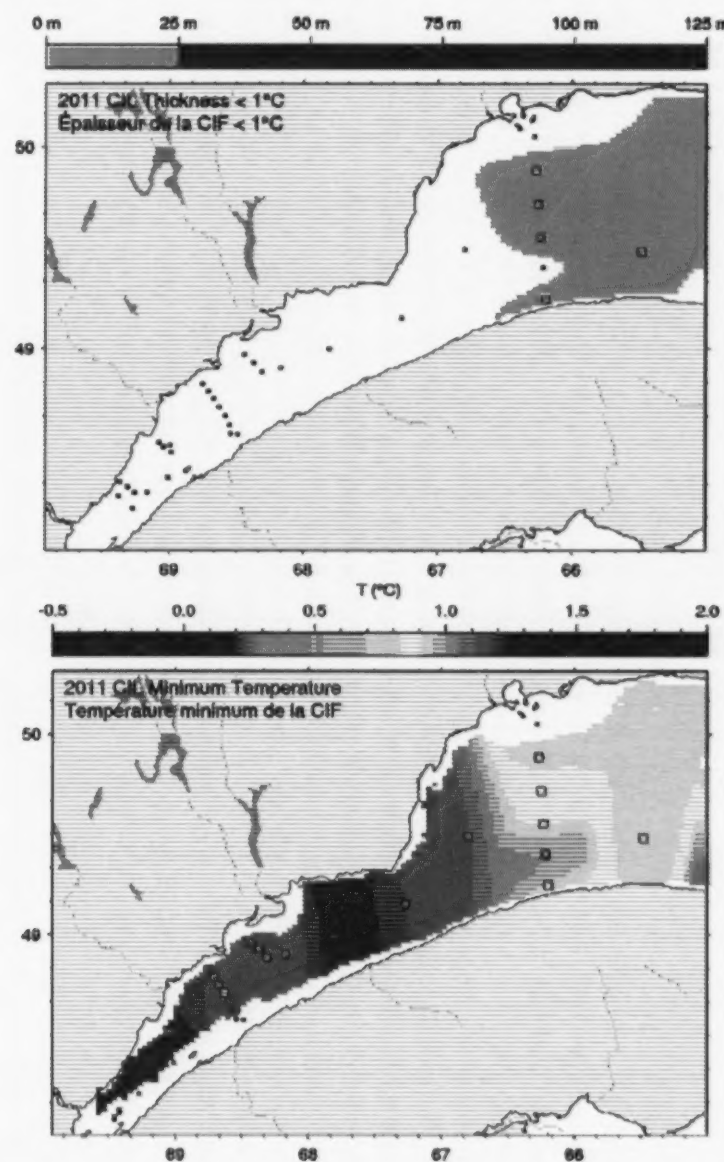 0 m 25 m 50 m 75 m 100 m 125 m
2011 CIL Thickness < 1°C
Épaisseur de la CIF < 1°C
50
49
69 68 67 66
T (°C)
-0.5 0.0 0.5 1.0 1.5 2.0
2011 CIL Minimum Temperature
Température minimum de la CIF
50
49
69 68 67 66